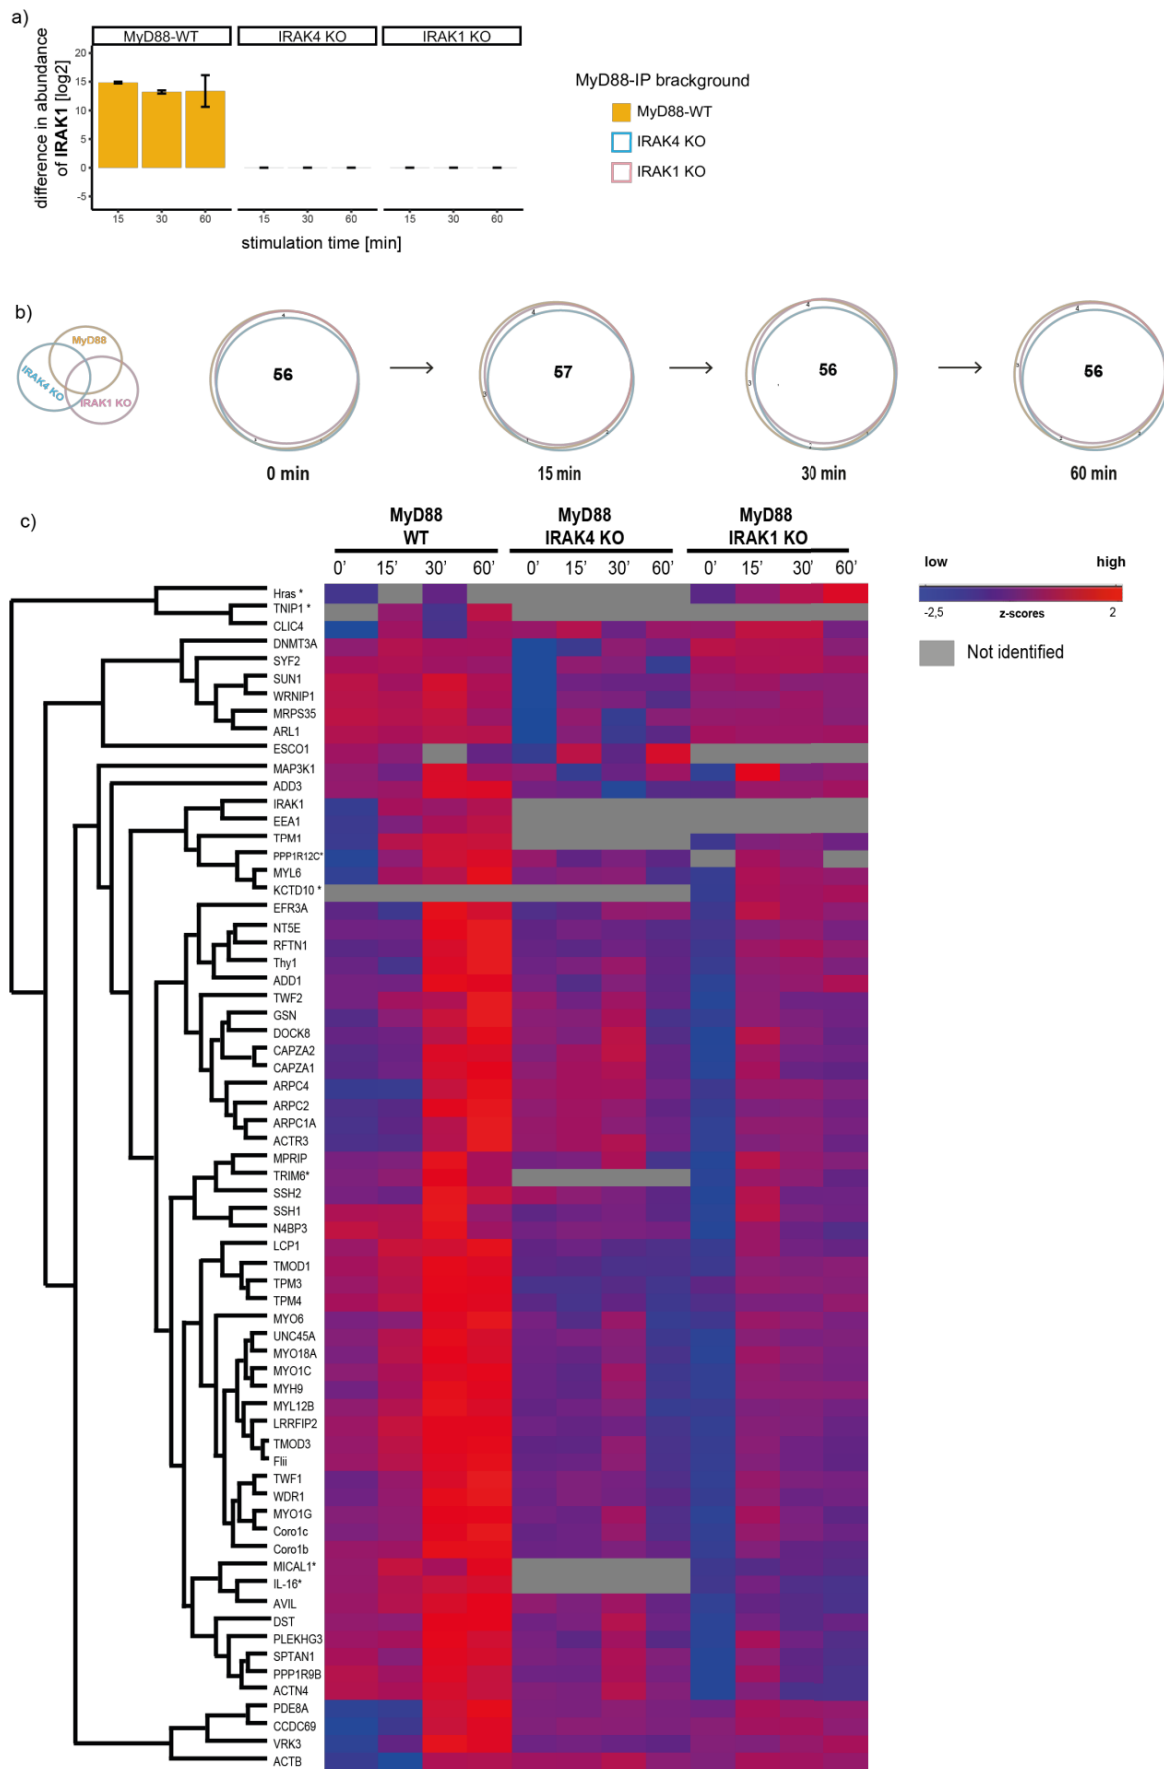 a)
MyD88-WT IRAK4 KO IRAK1 KO
difference in abundance
of IRAK1 [log2]
20
15
10
5
0
-5
15 30 60 15 30 60 15 30 60
stimulation time [min]
MyD88-IP brackground
MyD88-WT
IRAK4 KO
IRAK1 KO
b)
MyD88
IRAK4 KO
IRAK1 KO
56 57 56 56
4 4 4
3 3
0 min 15 min 30 min 60 min
c)
MyD88 MyD88 MyD88
WT IRAK4 KO IRAK1 KO
0' 15' 30' 60' 0' 15' 30' 60' 0' 15' 30' 60'
low high
-2,5 z-scores 2
Not identified
Hras *
TNIP1 *
CLIC4
DNMT3A
SYF2
SUN1
WRNIP1
MRPS35
ARL1
ESCO1
MAP3K1
ADD3
IRAK1
EEA1
TPM1
PPP1R12C*
MYL6
KCTD10 *
EFR3A
NT5E
RFTN1
Thy1
ADD1
TWF2
GSN
DOCK8
CAPZA2
CAPZA1
ARPC4
ARPC2
ARPC1A
ACTR3
MPRIP
TRIM6*
SSH2
SSH1
N4BP3
LCP1
TMOD1
TPM3
TPM4
MYO6
UNC45A
MYO18A
MYO1C
MYH9
MYL12B
LRRFIP2
TMOD3
Flii
TWF1
WDR1
MYO1G
Coro1c
Coro1b
MICAL1*
IL-16*
AVIL
DST
PLEKHG3
SPTAN1
PPP1R9B
ACTN4
PDE8A
CCDC69
VRK3
ACTB